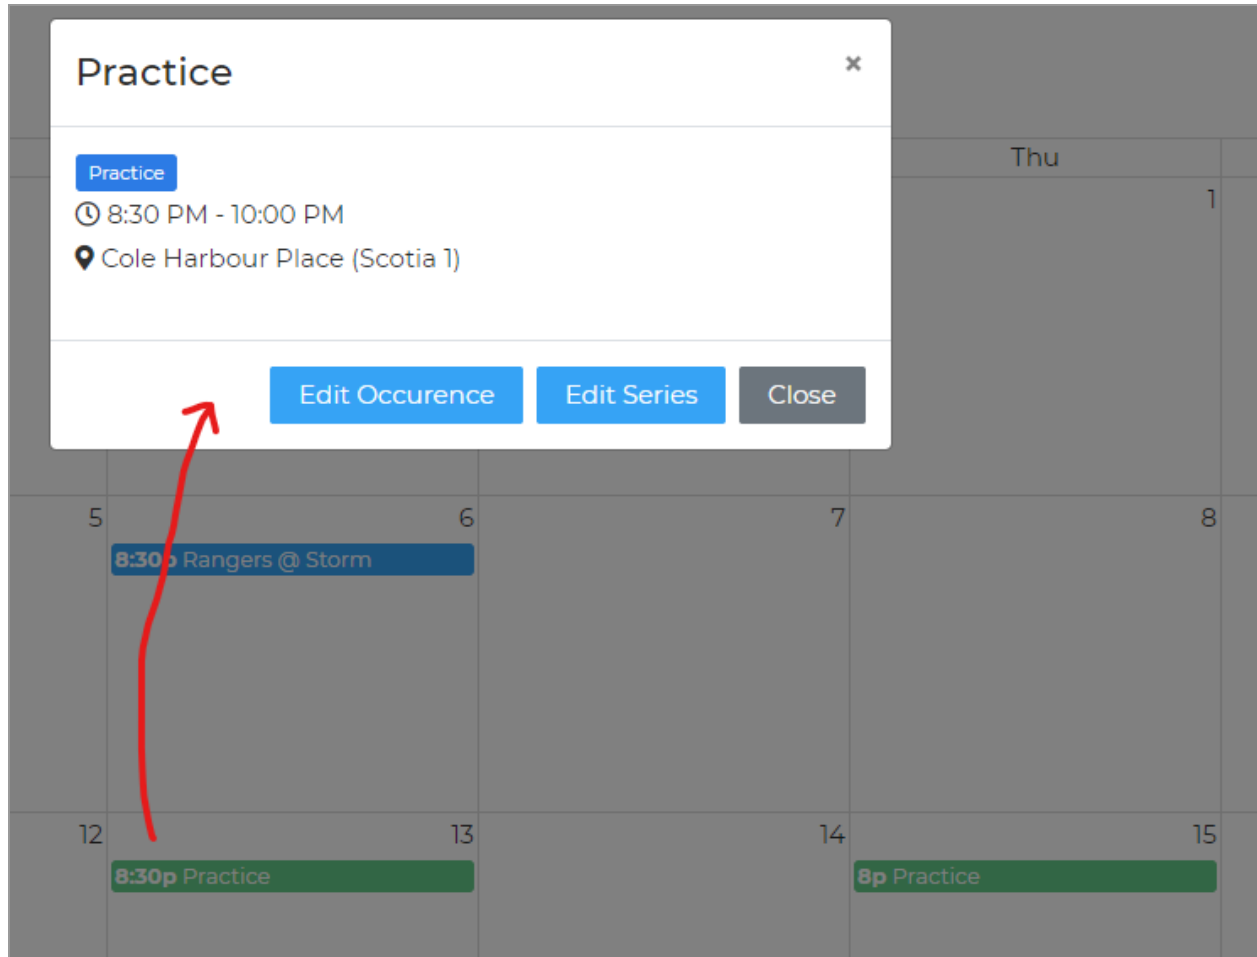 Practice ×
Practice
8:30 PM - 10:00 PM
Cole Harbour Place (Scotia 1)
Edit Occurence Edit Series Close
Thu
1
5 6 7 8
8:30p Rangers @ Storm
12 13 14 15
8:30p Practice 8p Practice